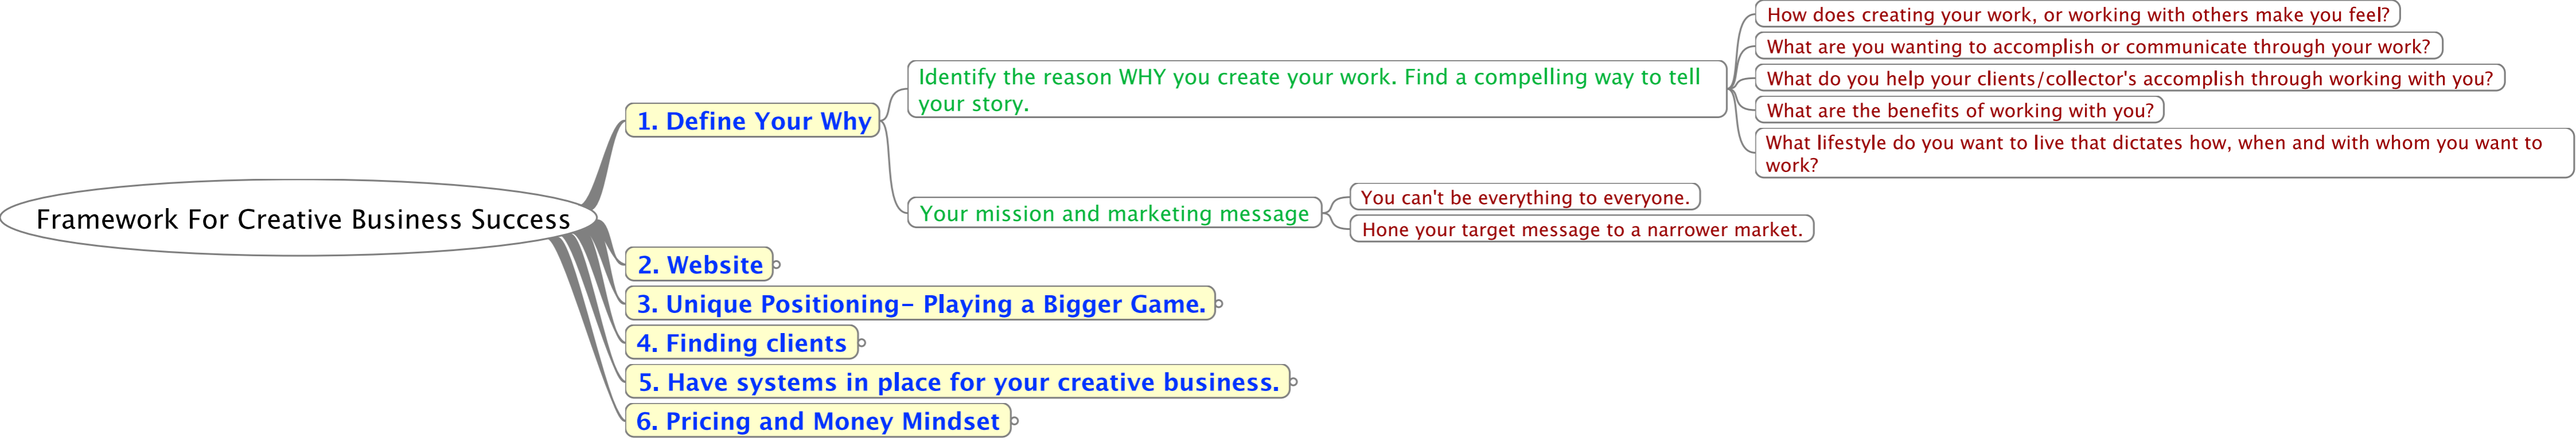 Framework For Creative Business Success
1. Define Your Why
Identify the reason WHY you create your work. Find a compelling way to tell
your story.
How does creating your work, or working with others make you feel?
What are you wanting to accomplish or communicate through your work?
What do you help your clients/collector's accomplish through working with you?
What are the benefits of working with you?
What lifestyle do you want to live that dictates how, when and with whom you want to
work?
Your mission and marketing message
You can't be everything to everyone.
Hone your target message to a narrower market.
2. Website
3. Unique Positioning- Playing a Bigger Game.
4. Finding clients
5. Have systems in place for your creative business.
6. Pricing and Money Mindset